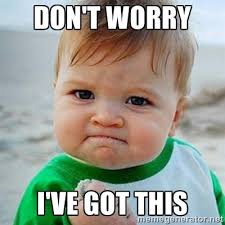 DON'T WORRY
I'VE GOT THIS
memegenerator.net